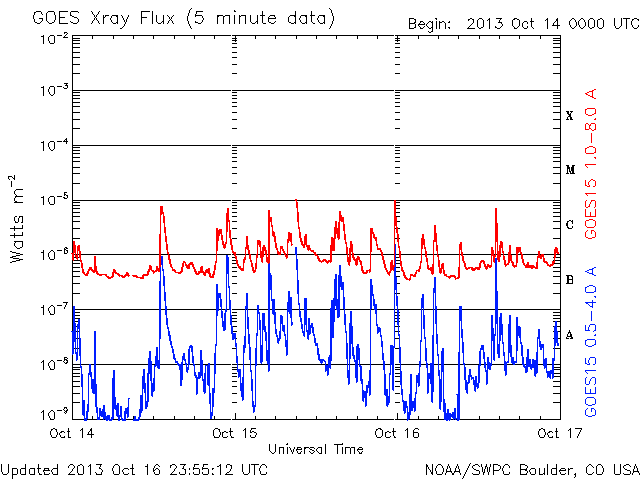 GOES Xray Flux (5 minute data)
Begin: 2013 Oct 14 0000 UTC
10-2
10-3
10-4
10-5
10-6
10-7
10-8
10-9
Watts m-2
X
M
C
B
A
GOES15 1.0-8.0 A
GOES15 0.5-4.0 A
Oct 14
Oct 15
Oct 16
Oct 17
Universal Time
Updated 2013 Oct 16 23:55:12 UTC
NOAA/SWPC Boulder, CO USA